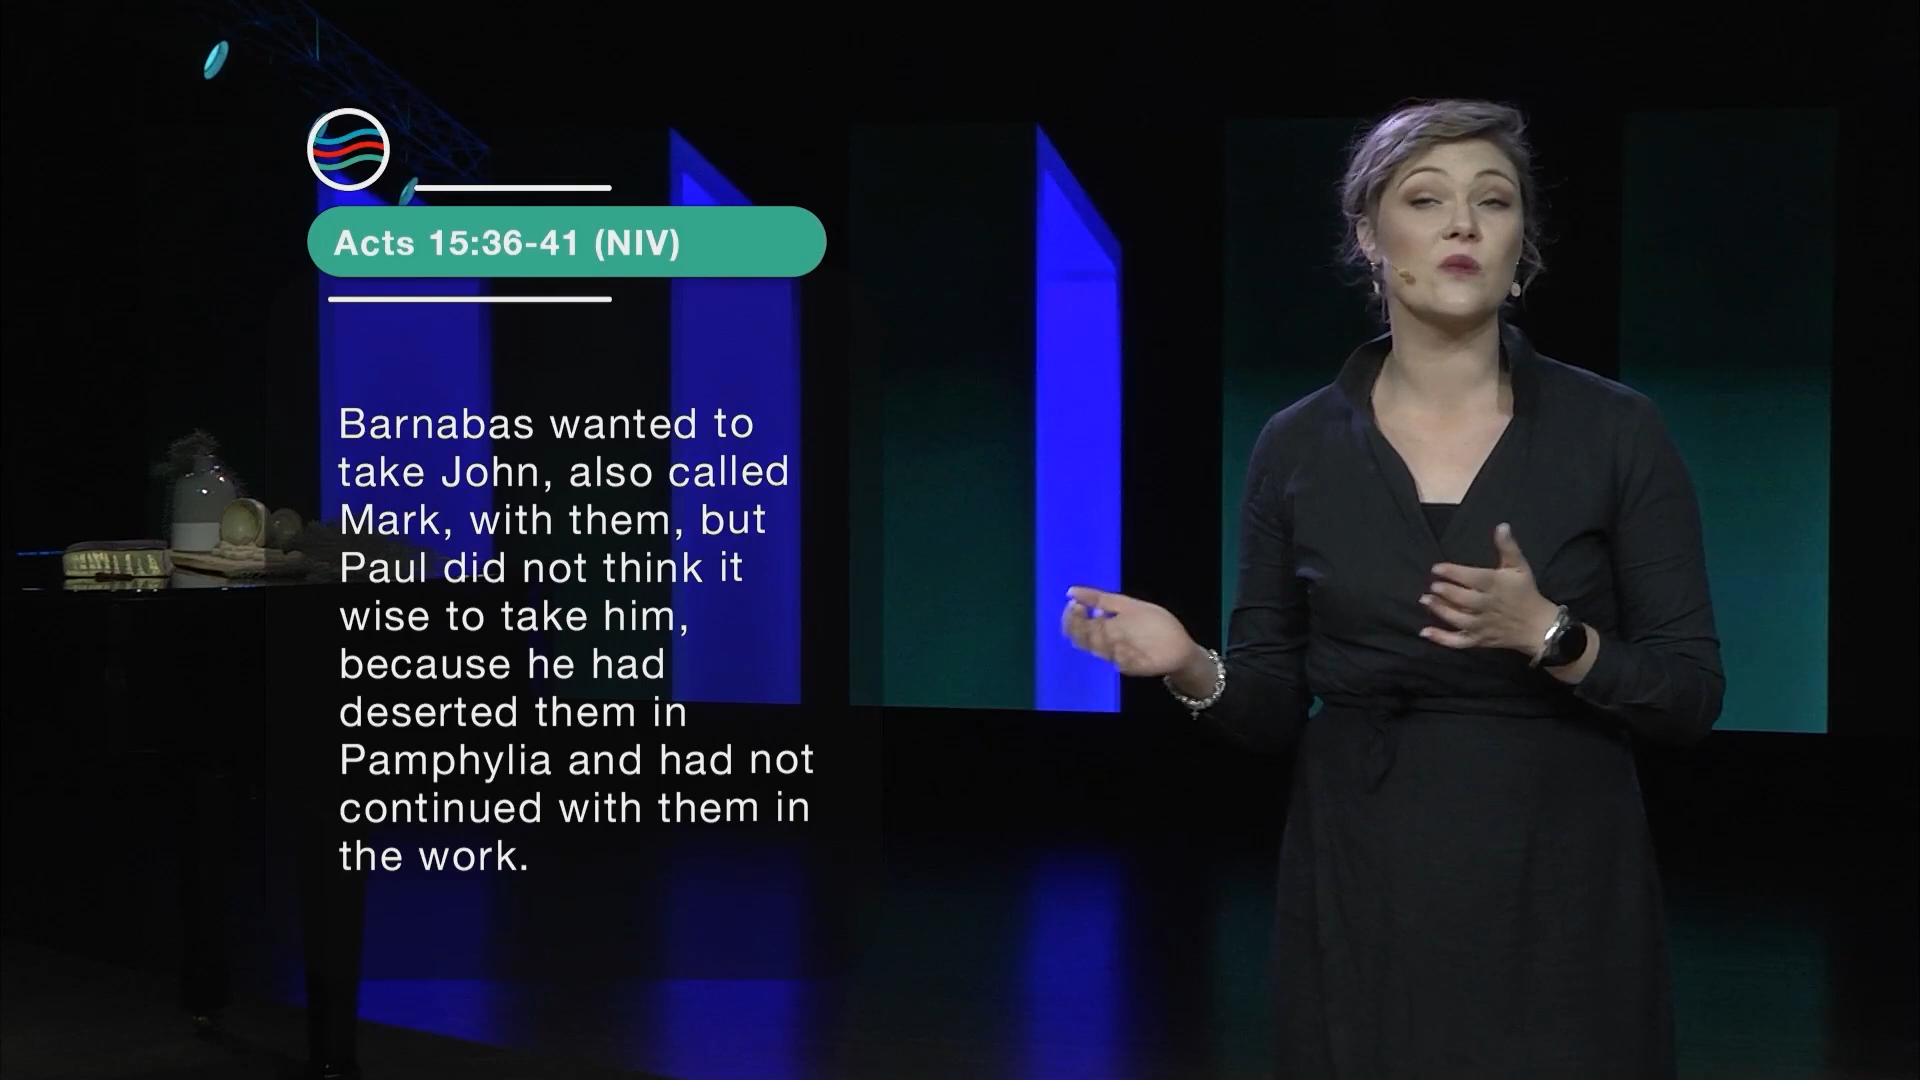 Acts 15:36-41 (NIV)
Barnabas wanted to
take John, also called
Mark, with them, but
Paul did not think it
wise to take him,
because he had
deserted them in
Pamphylia and had not
continued with them in
the work.